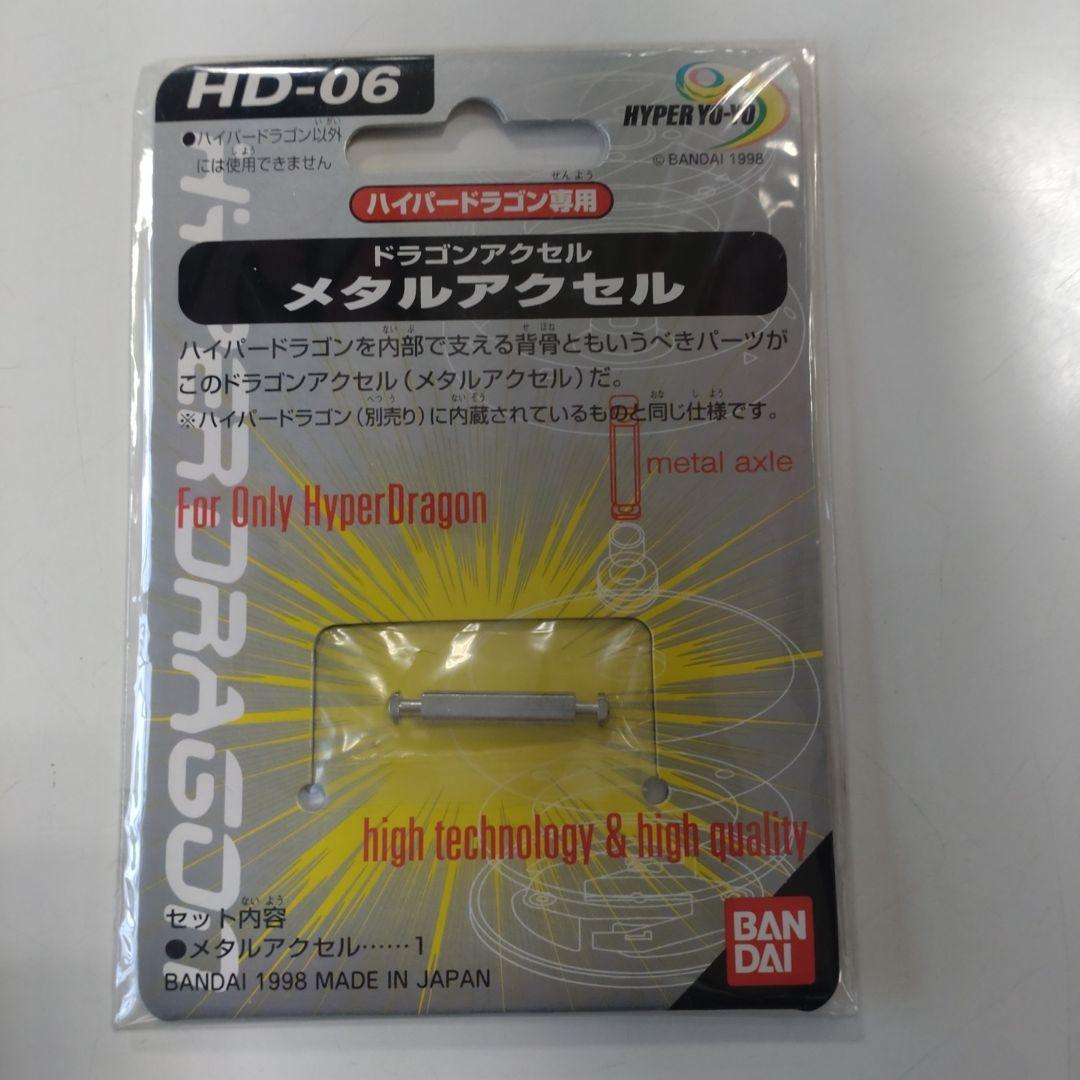 HD-06
●ハイパードラゴン以外
には使用できません
HYPER YO-YO
© BANDAI 1998
ハイパードラゴン専用
ドラゴンアクセル
メタルアクセル
ハイパードラゴンを内部で支える背骨ともいうべきパーツが
このドラゴンアクセル(メタルアクセル)だ。
※ハイパードラゴン(別売り)に内蔵されているものと同じ仕様です。
metal axle
For Only HyperDragon
HYPERDRAGON
high technology & high quality
セット内容
●メタルアクセル……1
BANDAI 1998 MADE IN JAPAN
BAN
DAI